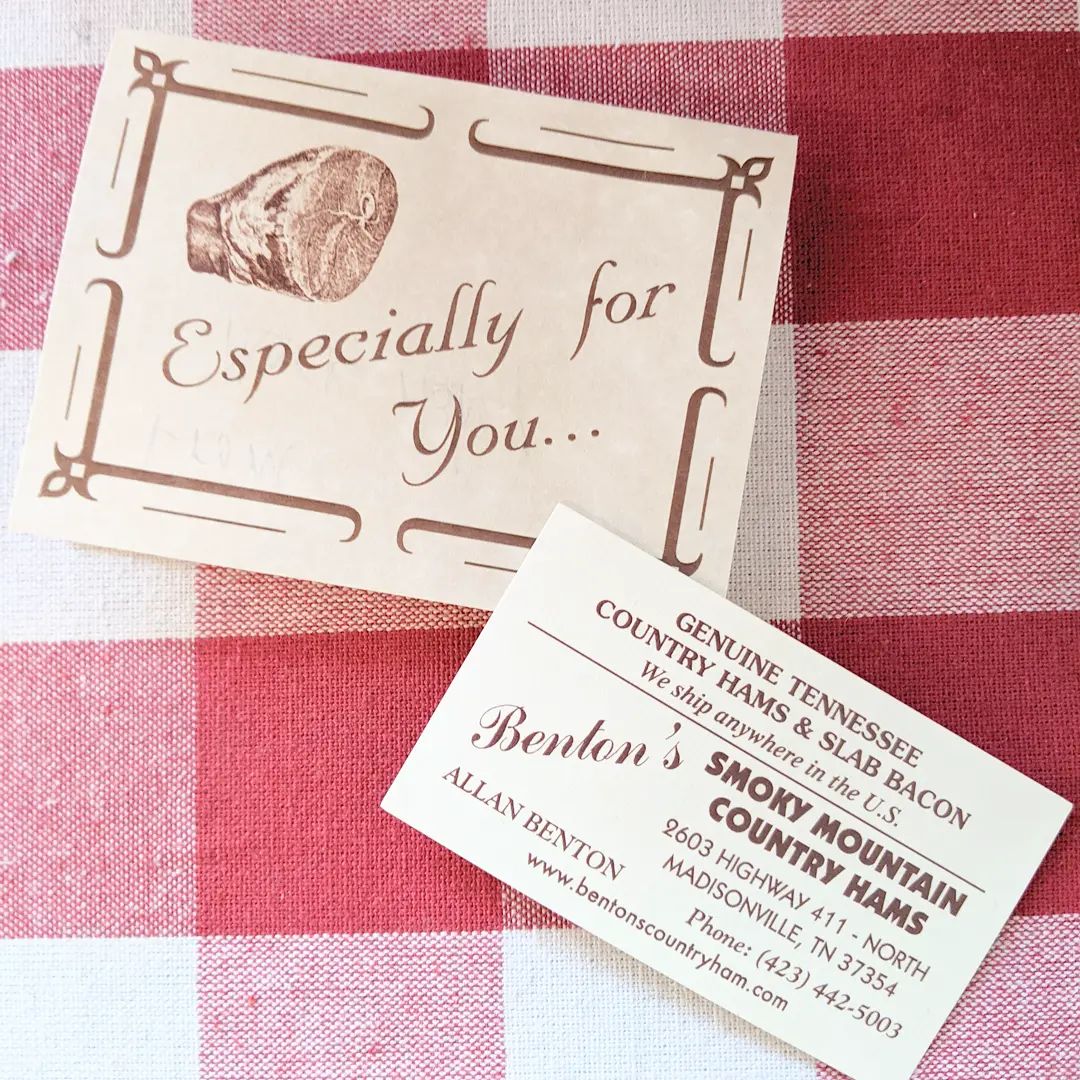 Especially for
You...
GENUINE TENNESSEE
COUNTRY HAMS & SLAB BACON
We ship anywhere in the U.S.
Benton's SMOKY MOUNTAIN
COUNTRY HAMS
ALLAN BENTON
2603 HIGHWAY 411 - NORTH
MADISONVILLE, TN 37354
Phone: (423) 442-5003
www.bentonscountryham.com